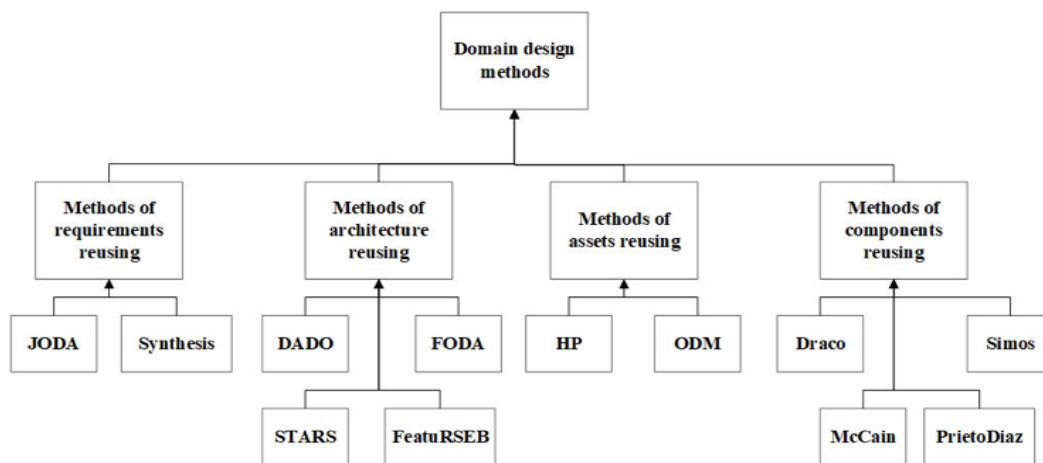 Domain design
methods
Methods of
requirements
reusing
Methods of
architecture
reusing
Methods of
assets reusing
Methods of
components
reusing
JODA
Synthesis
DADO
FODA
HP
ODM
Draco
Simos
STARS
FeatuRSEB
McCain
PrietoDiaz